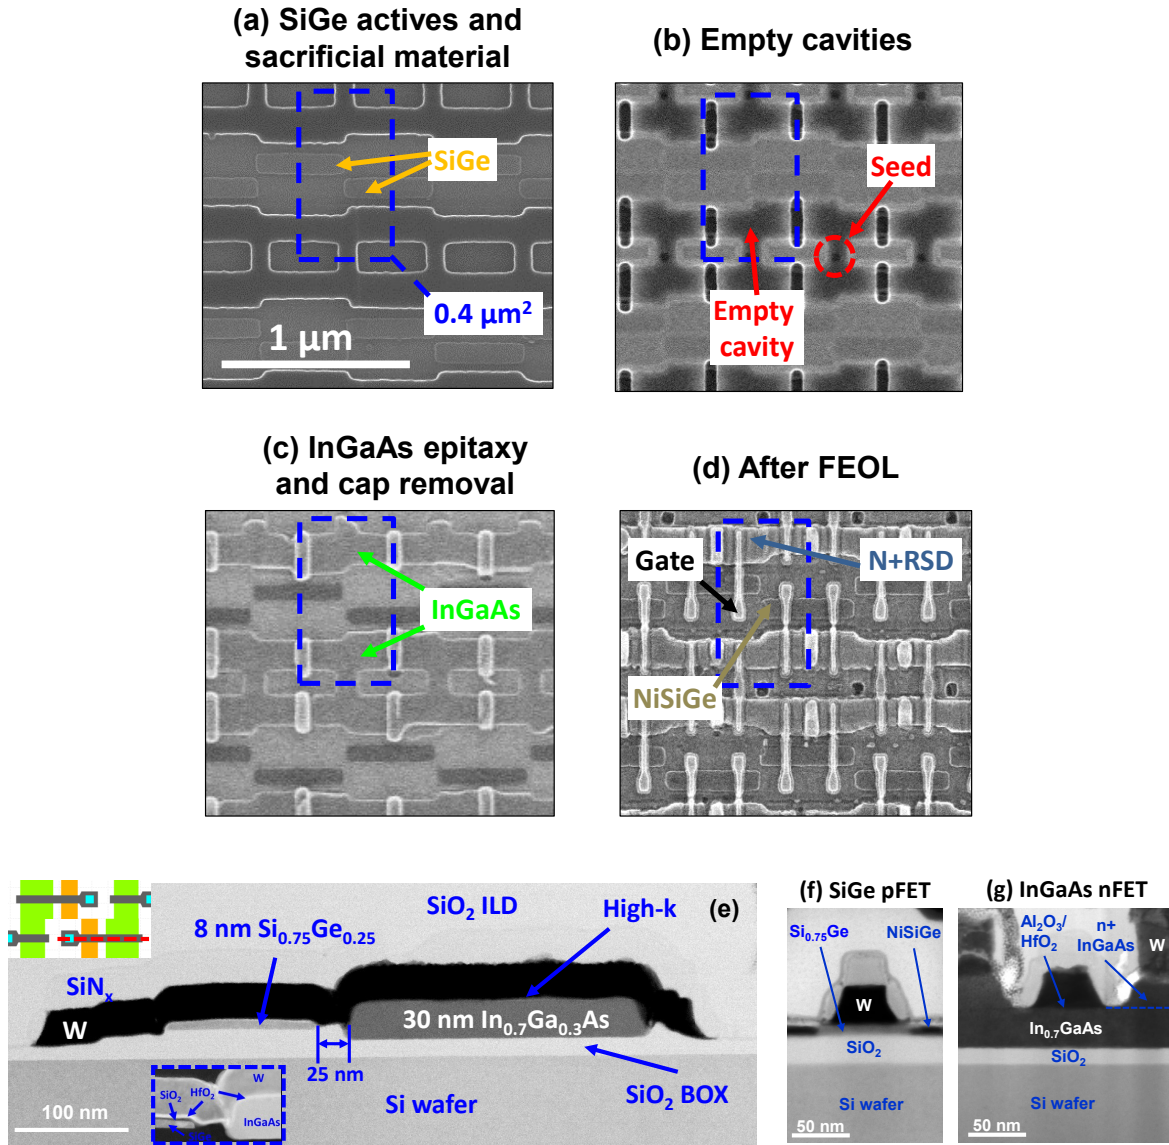 (a) SiGe actives and
sacrificial material
SiGe
0.4 µm²
1 µm
(b) Empty cavities
Seed
Empty
cavity
(c) InGaAs epitaxy
and cap removal
InGaAs
(d) After FEOL
Gate
N+RSD
NiSiGe
(e)
SiO₂ ILD
High-k
8 nm Si₀.₇₅Ge₀.₂₅
SiNₓ
W
30 nm In₀.₇Ga₀.₃As
25 nm
SiO₂ BOX
Si wafer
100 nm
W
SiO₂
HfO₂
InGaAs
(f) SiGe pFET
Si₀.₇₅Ge
NiSiGe
W
SiO₂
Si wafer
50 nm
(g) InGaAs nFET
Al₂O₃/
HfO₂
n+
InGaAs
W
In₀.₇GaAs
SiO₂
Si wafer
50 nm